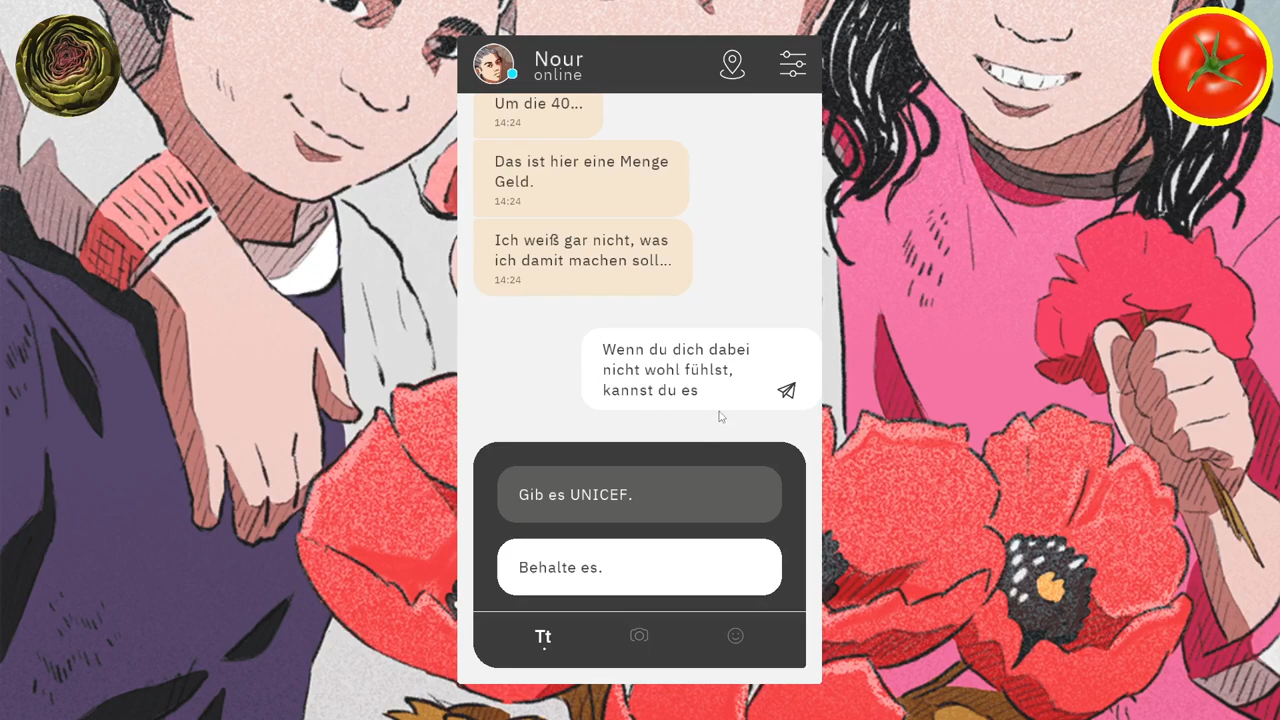 Nour
online
Um die 40...
14:24
Das ist hier eine Menge
Geld.
14:24
Ich weiß gar nicht, was
ich damit machen soll...
14:24
Wenn du dich dabei
nicht wohl fühlst,
kannst du es
Gib es UNICEF.
Behalte es.
Tt